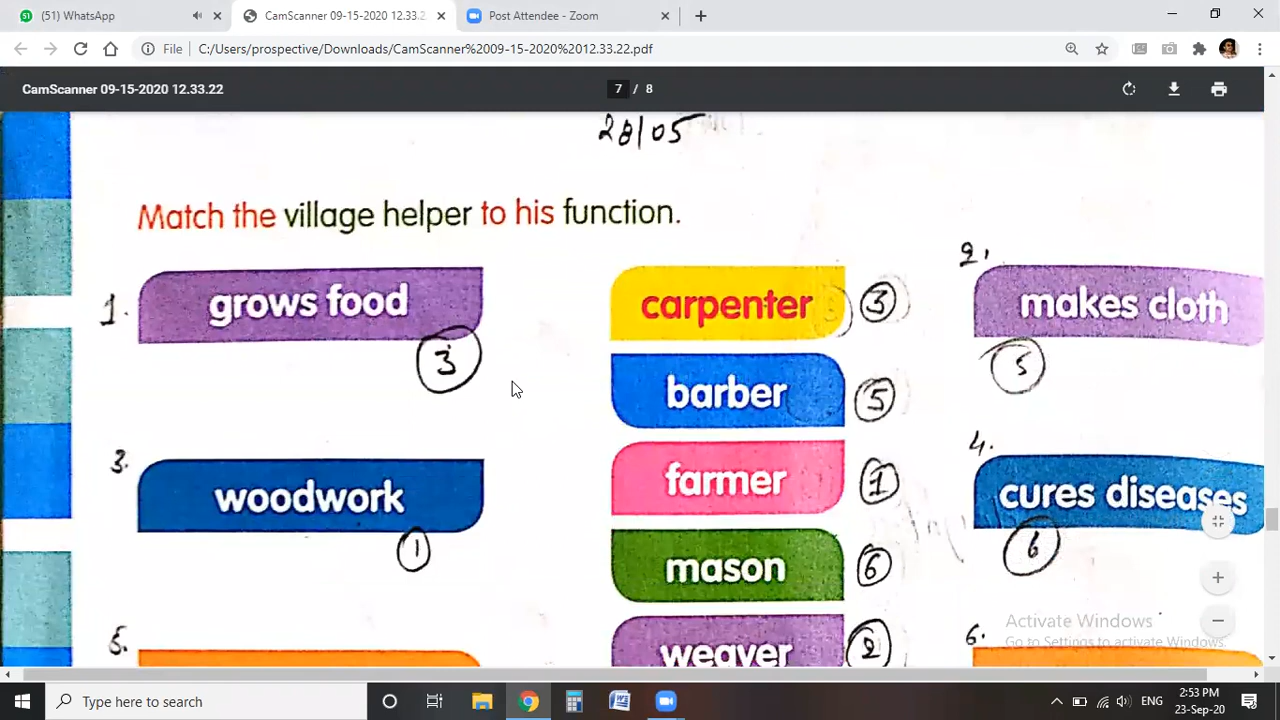 (51) WhatsApp
CamScanner 09-15-2020 12.33.2
Post Attendee - Zoom
File
C:/Users/prospective/Downloads/CamScanner%2009-15-2020%2012.33.22.pdf
CamScanner 09-15-2020 12.33.22
7 / 8
28/05
Match the village helper to his function.
1. grows food
3
carpenter 3
2. makes cloth
5
barber 5
3. woodwork
1
farmer 1
4. cures diseases
6
mason 6
weaver 2
5.
6.
Activate Windows
Go to Settings to activate Windows.
Type here to search
ENG
2:53 PM
23-Sep-20